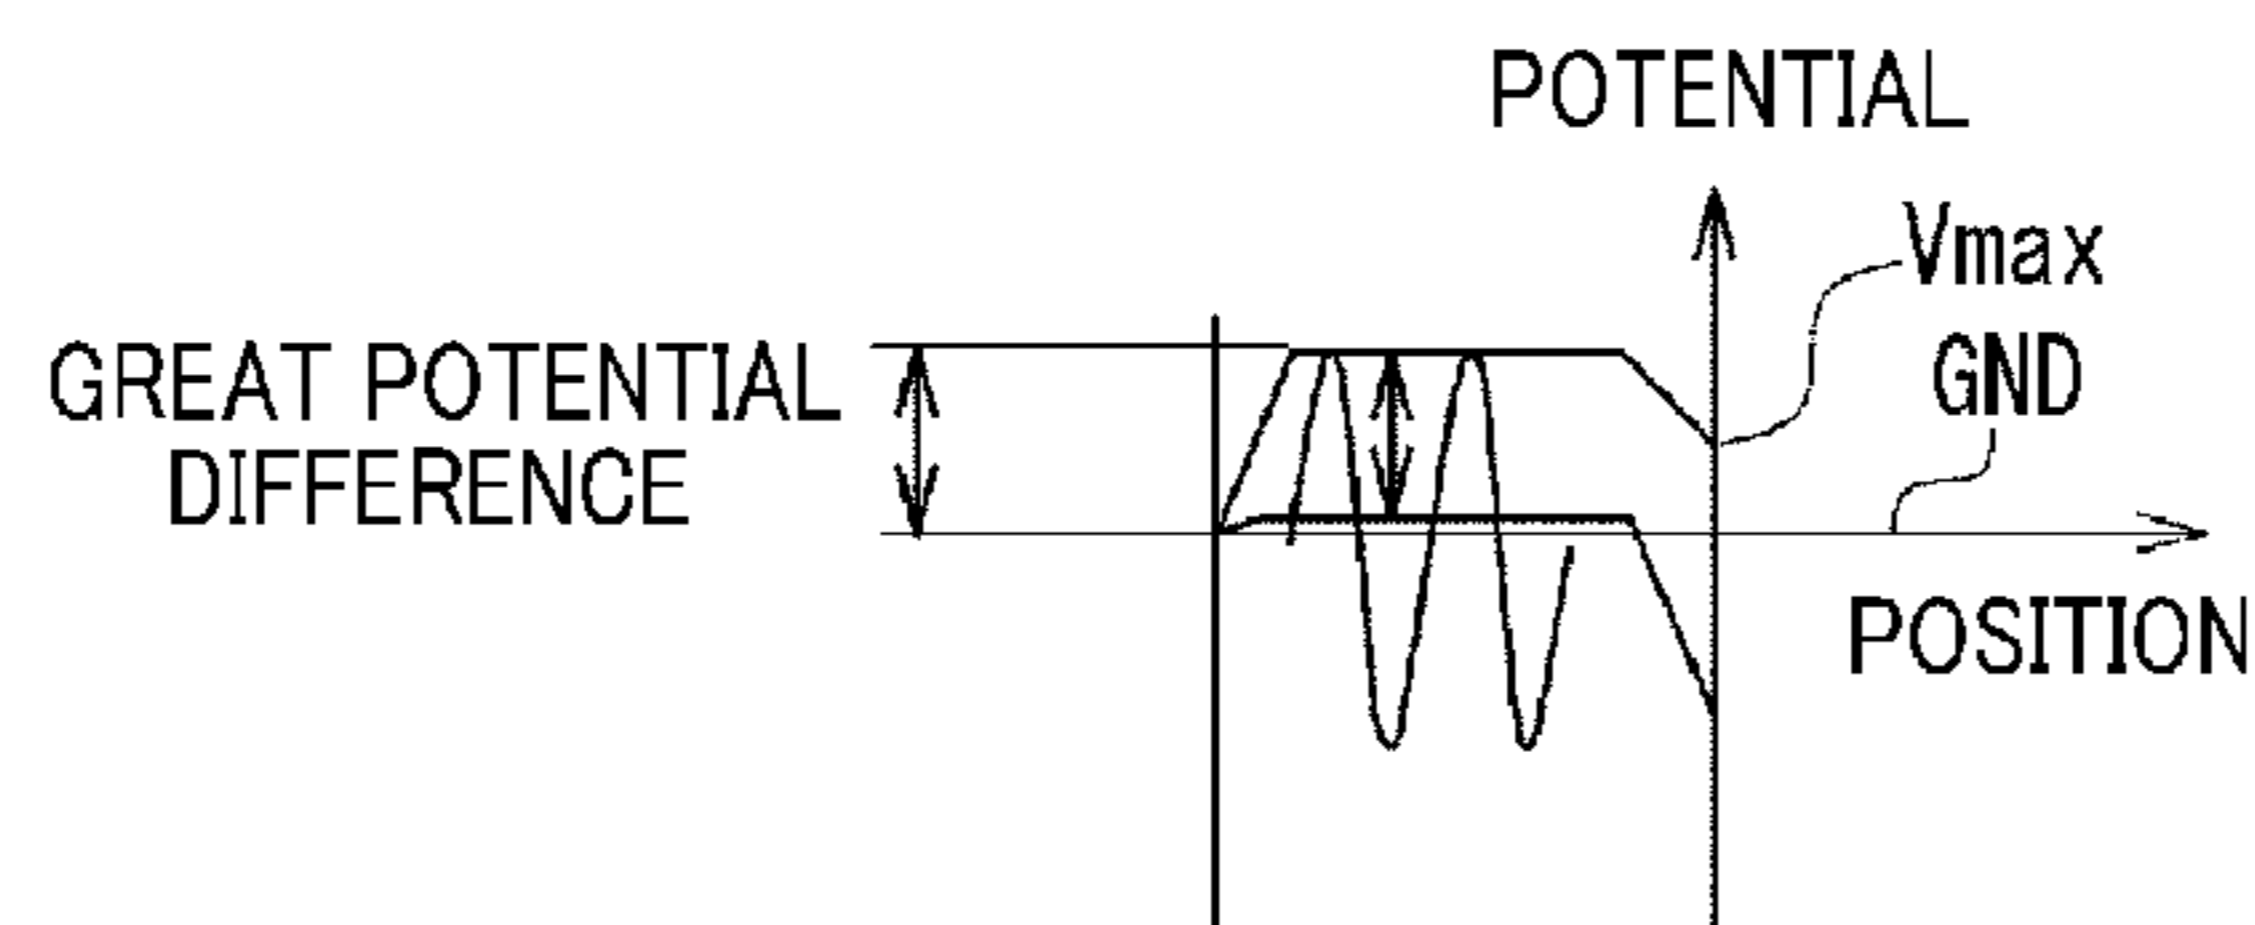 POTENTIAL
Vmax
GND
GREAT POTENTIAL
DIFFERENCE
POSITION